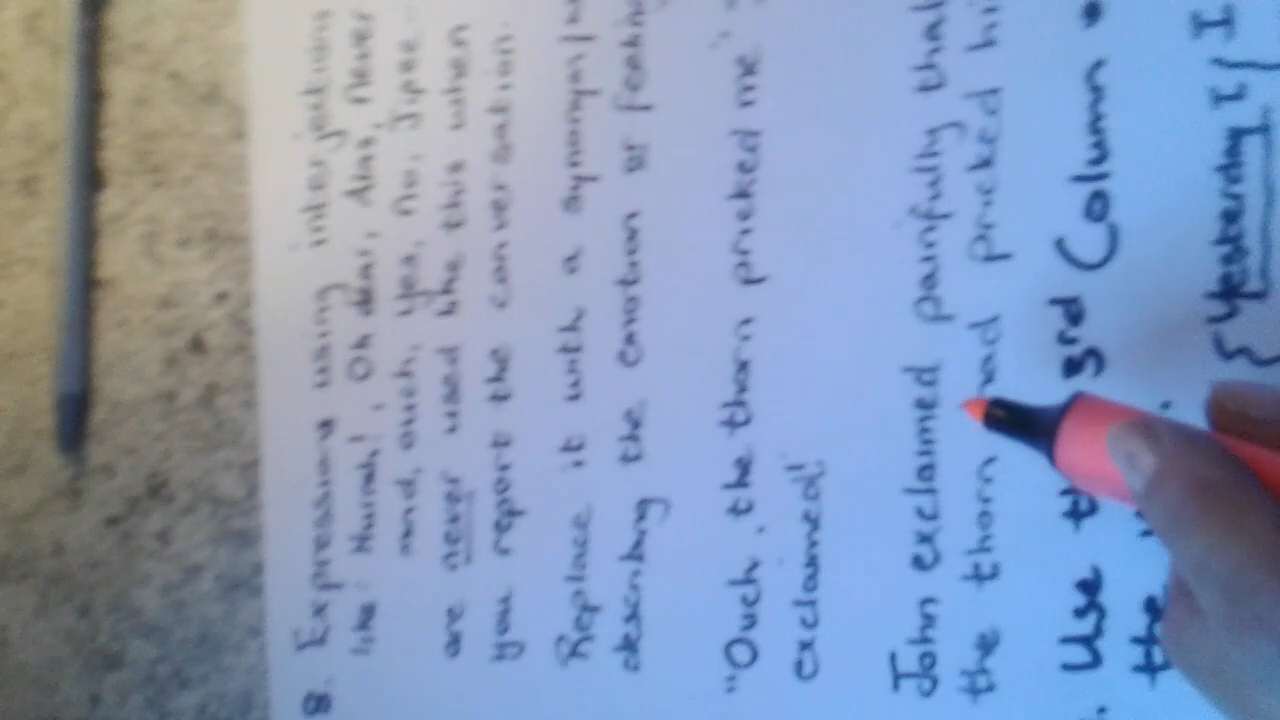 8. Expressions using interjections
like Hurrah!, Oh dear, Alas, Never
mind, ouch, yes, no, Jipee
are never used like this when
you report the conversation.
Replace it with a synonym/
describing the emotion or feeling
"Ouch, the thorn pricked me"
exclaimed!
John exclaimed painfully that
the thorn had pricked hi
. Use 3rd Column
the
{ Yesterday I { I